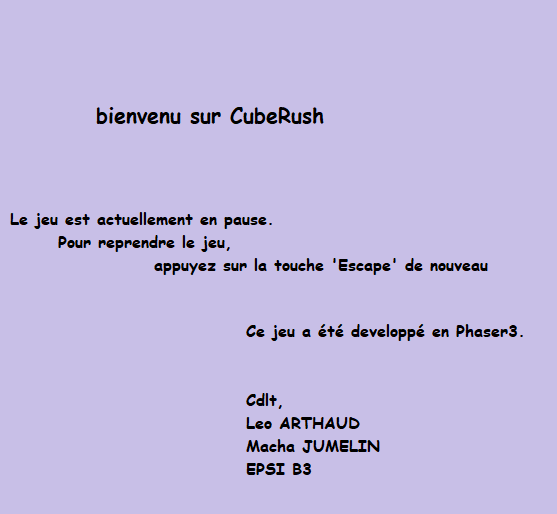 bienvenu sur CubeRush
Le jeu est actuellement en pause.
Pour reprendre le jeu,
appuyez sur la touche 'Escape' de nouveau
Ce jeu a été developpé en Phaser3.
Cdlt,
Leo ARTHAUD
Macha JUMELIN
EPSI B3